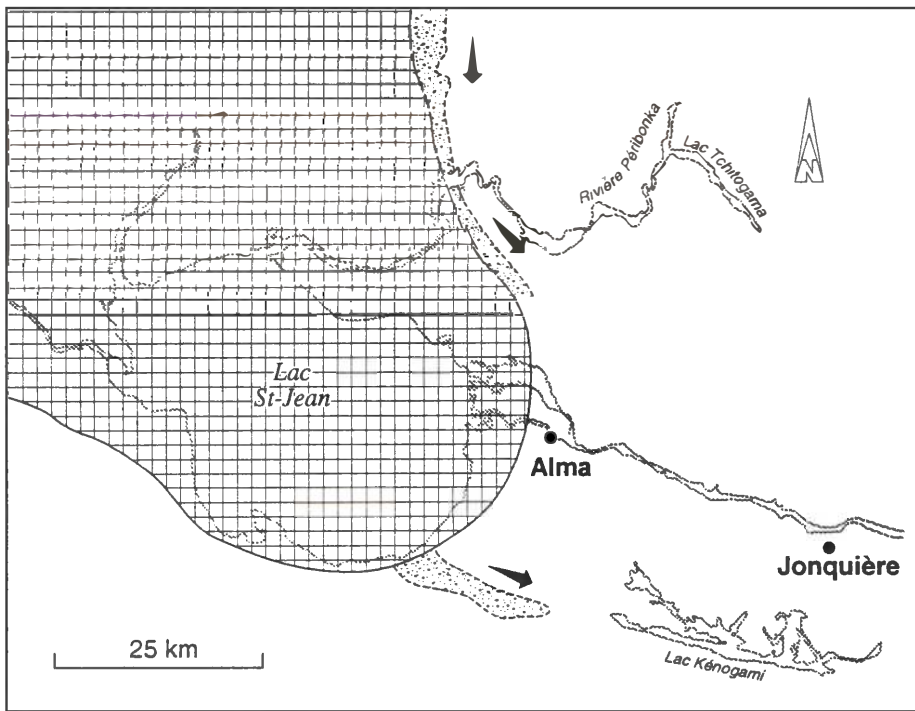 Rivière Péribonka
Lac Tchitogama
N
Lac
St-Jean
Alma
Jonquière
25 km
Lac Kénogami